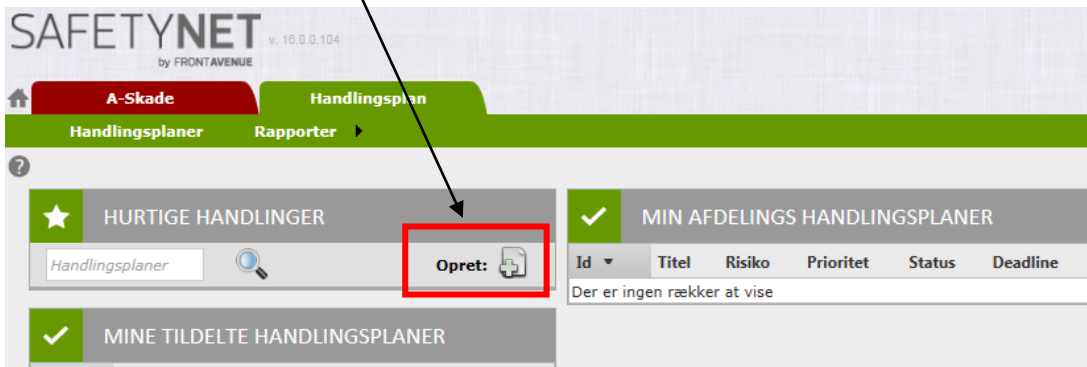 SAFETYNET v. 16.0.0.104
by FRONTAVENUE
A-Skade Handlingsplan
Handlingsplaner Rapporter
?
HURTIGE HANDLINGER
Handlingsplaner Opret:
MINE TILDELTE HANDLINGSPLANER
MIN AFDELINGS HANDLINGSPLANER
Id Titel Risiko Prioritet Status Deadline
Der er ingen rækker at vise